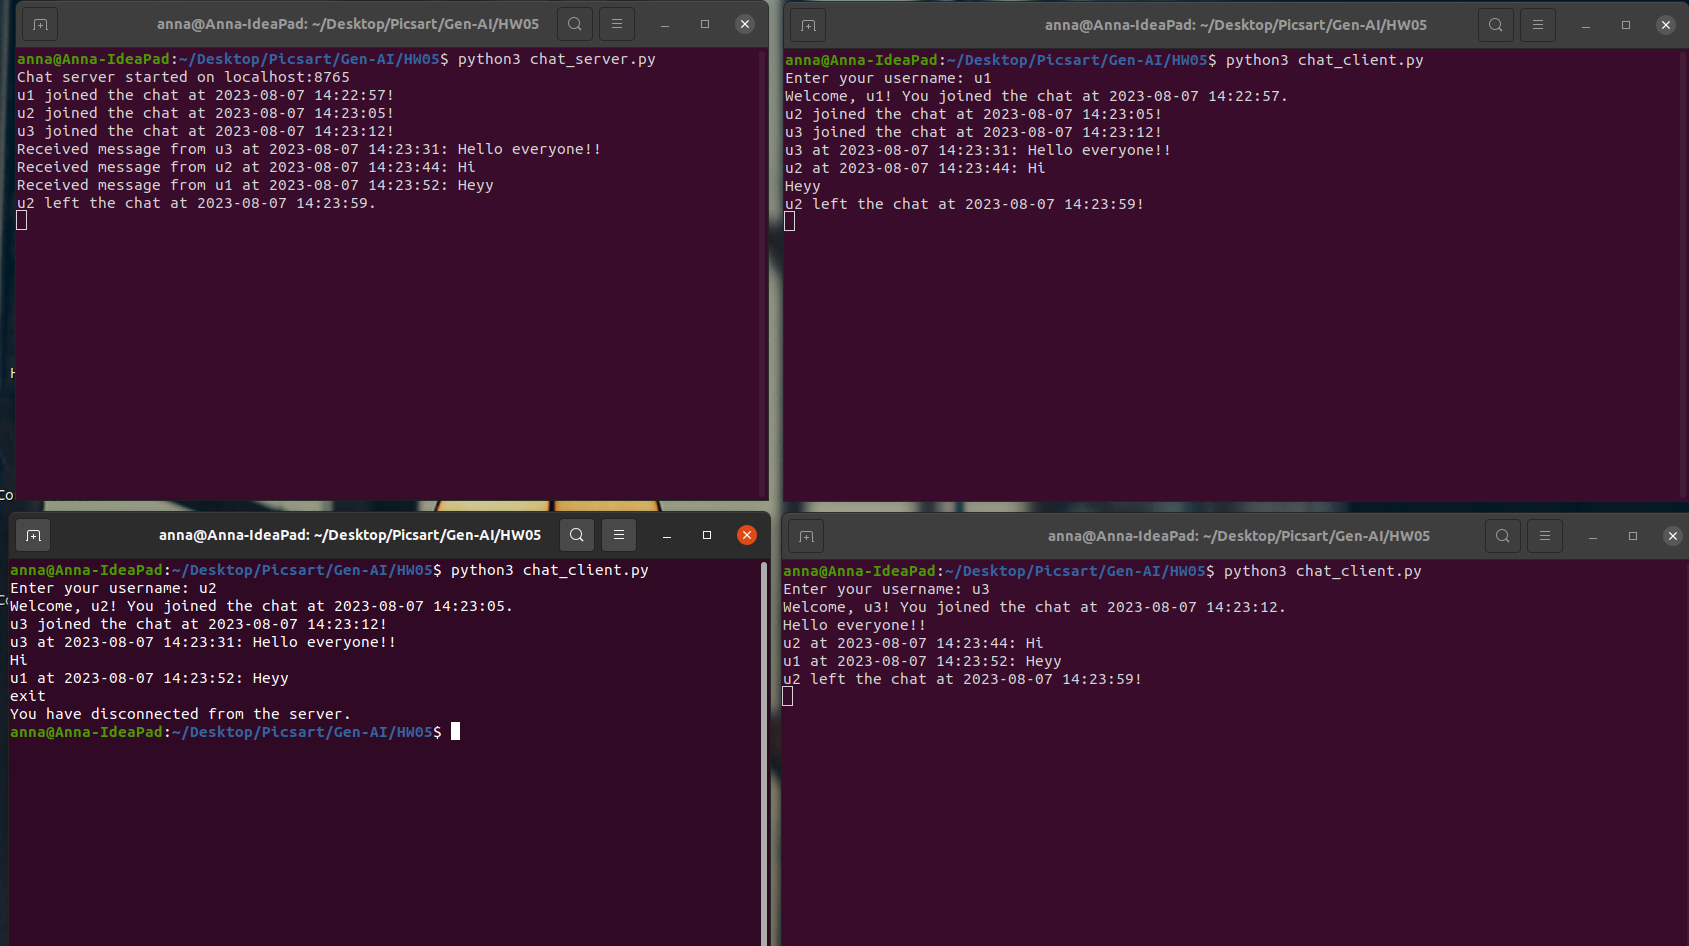 anna@Anna-IdeaPad: ~/Desktop/Picsart/Gen-AI/HW05
anna@Anna-IdeaPad:~/Desktop/Picsart/Gen-AI/HW05$ python3 chat_server.py
Chat server started on localhost:8765
u1 joined the chat at 2023-08-07 14:22:57!
u2 joined the chat at 2023-08-07 14:23:05!
u3 joined the chat at 2023-08-07 14:23:12!
Received message from u3 at 2023-08-07 14:23:31: Hello everyone!!
Received message from u2 at 2023-08-07 14:23:44: Hi
Received message from u1 at 2023-08-07 14:23:52: Heyy
u2 left the chat at 2023-08-07 14:23:59.
anna@Anna-IdeaPad: ~/Desktop/Picsart/Gen-AI/HW05
anna@Anna-IdeaPad:~/Desktop/Picsart/Gen-AI/HW05$ python3 chat_client.py
Enter your username: u1
Welcome, u1! You joined the chat at 2023-08-07 14:22:57.
u2 joined the chat at 2023-08-07 14:23:05!
u3 joined the chat at 2023-08-07 14:23:12!
u3 at 2023-08-07 14:23:31: Hello everyone!!
u2 at 2023-08-07 14:23:44: Hi
Heyy
u2 left the chat at 2023-08-07 14:23:59!
anna@Anna-IdeaPad: ~/Desktop/Picsart/Gen-AI/HW05
anna@Anna-IdeaPad:~/Desktop/Picsart/Gen-AI/HW05$ python3 chat_client.py
Enter your username: u2
Welcome, u2! You joined the chat at 2023-08-07 14:23:05.
u3 joined the chat at 2023-08-07 14:23:12!
u3 at 2023-08-07 14:23:31: Hello everyone!!
Hi
u1 at 2023-08-07 14:23:52: Heyy
exit
You have disconnected from the server.
anna@Anna-IdeaPad:~/Desktop/Picsart/Gen-AI/HW05$
anna@Anna-IdeaPad: ~/Desktop/Picsart/Gen-AI/HW05
anna@Anna-IdeaPad:~/Desktop/Picsart/Gen-AI/HW05$ python3 chat_client.py
Enter your username: u3
Welcome, u3! You joined the chat at 2023-08-07 14:23:12.
Hello everyone!!
u2 at 2023-08-07 14:23:44: Hi
u1 at 2023-08-07 14:23:52: Heyy
u2 left the chat at 2023-08-07 14:23:59!